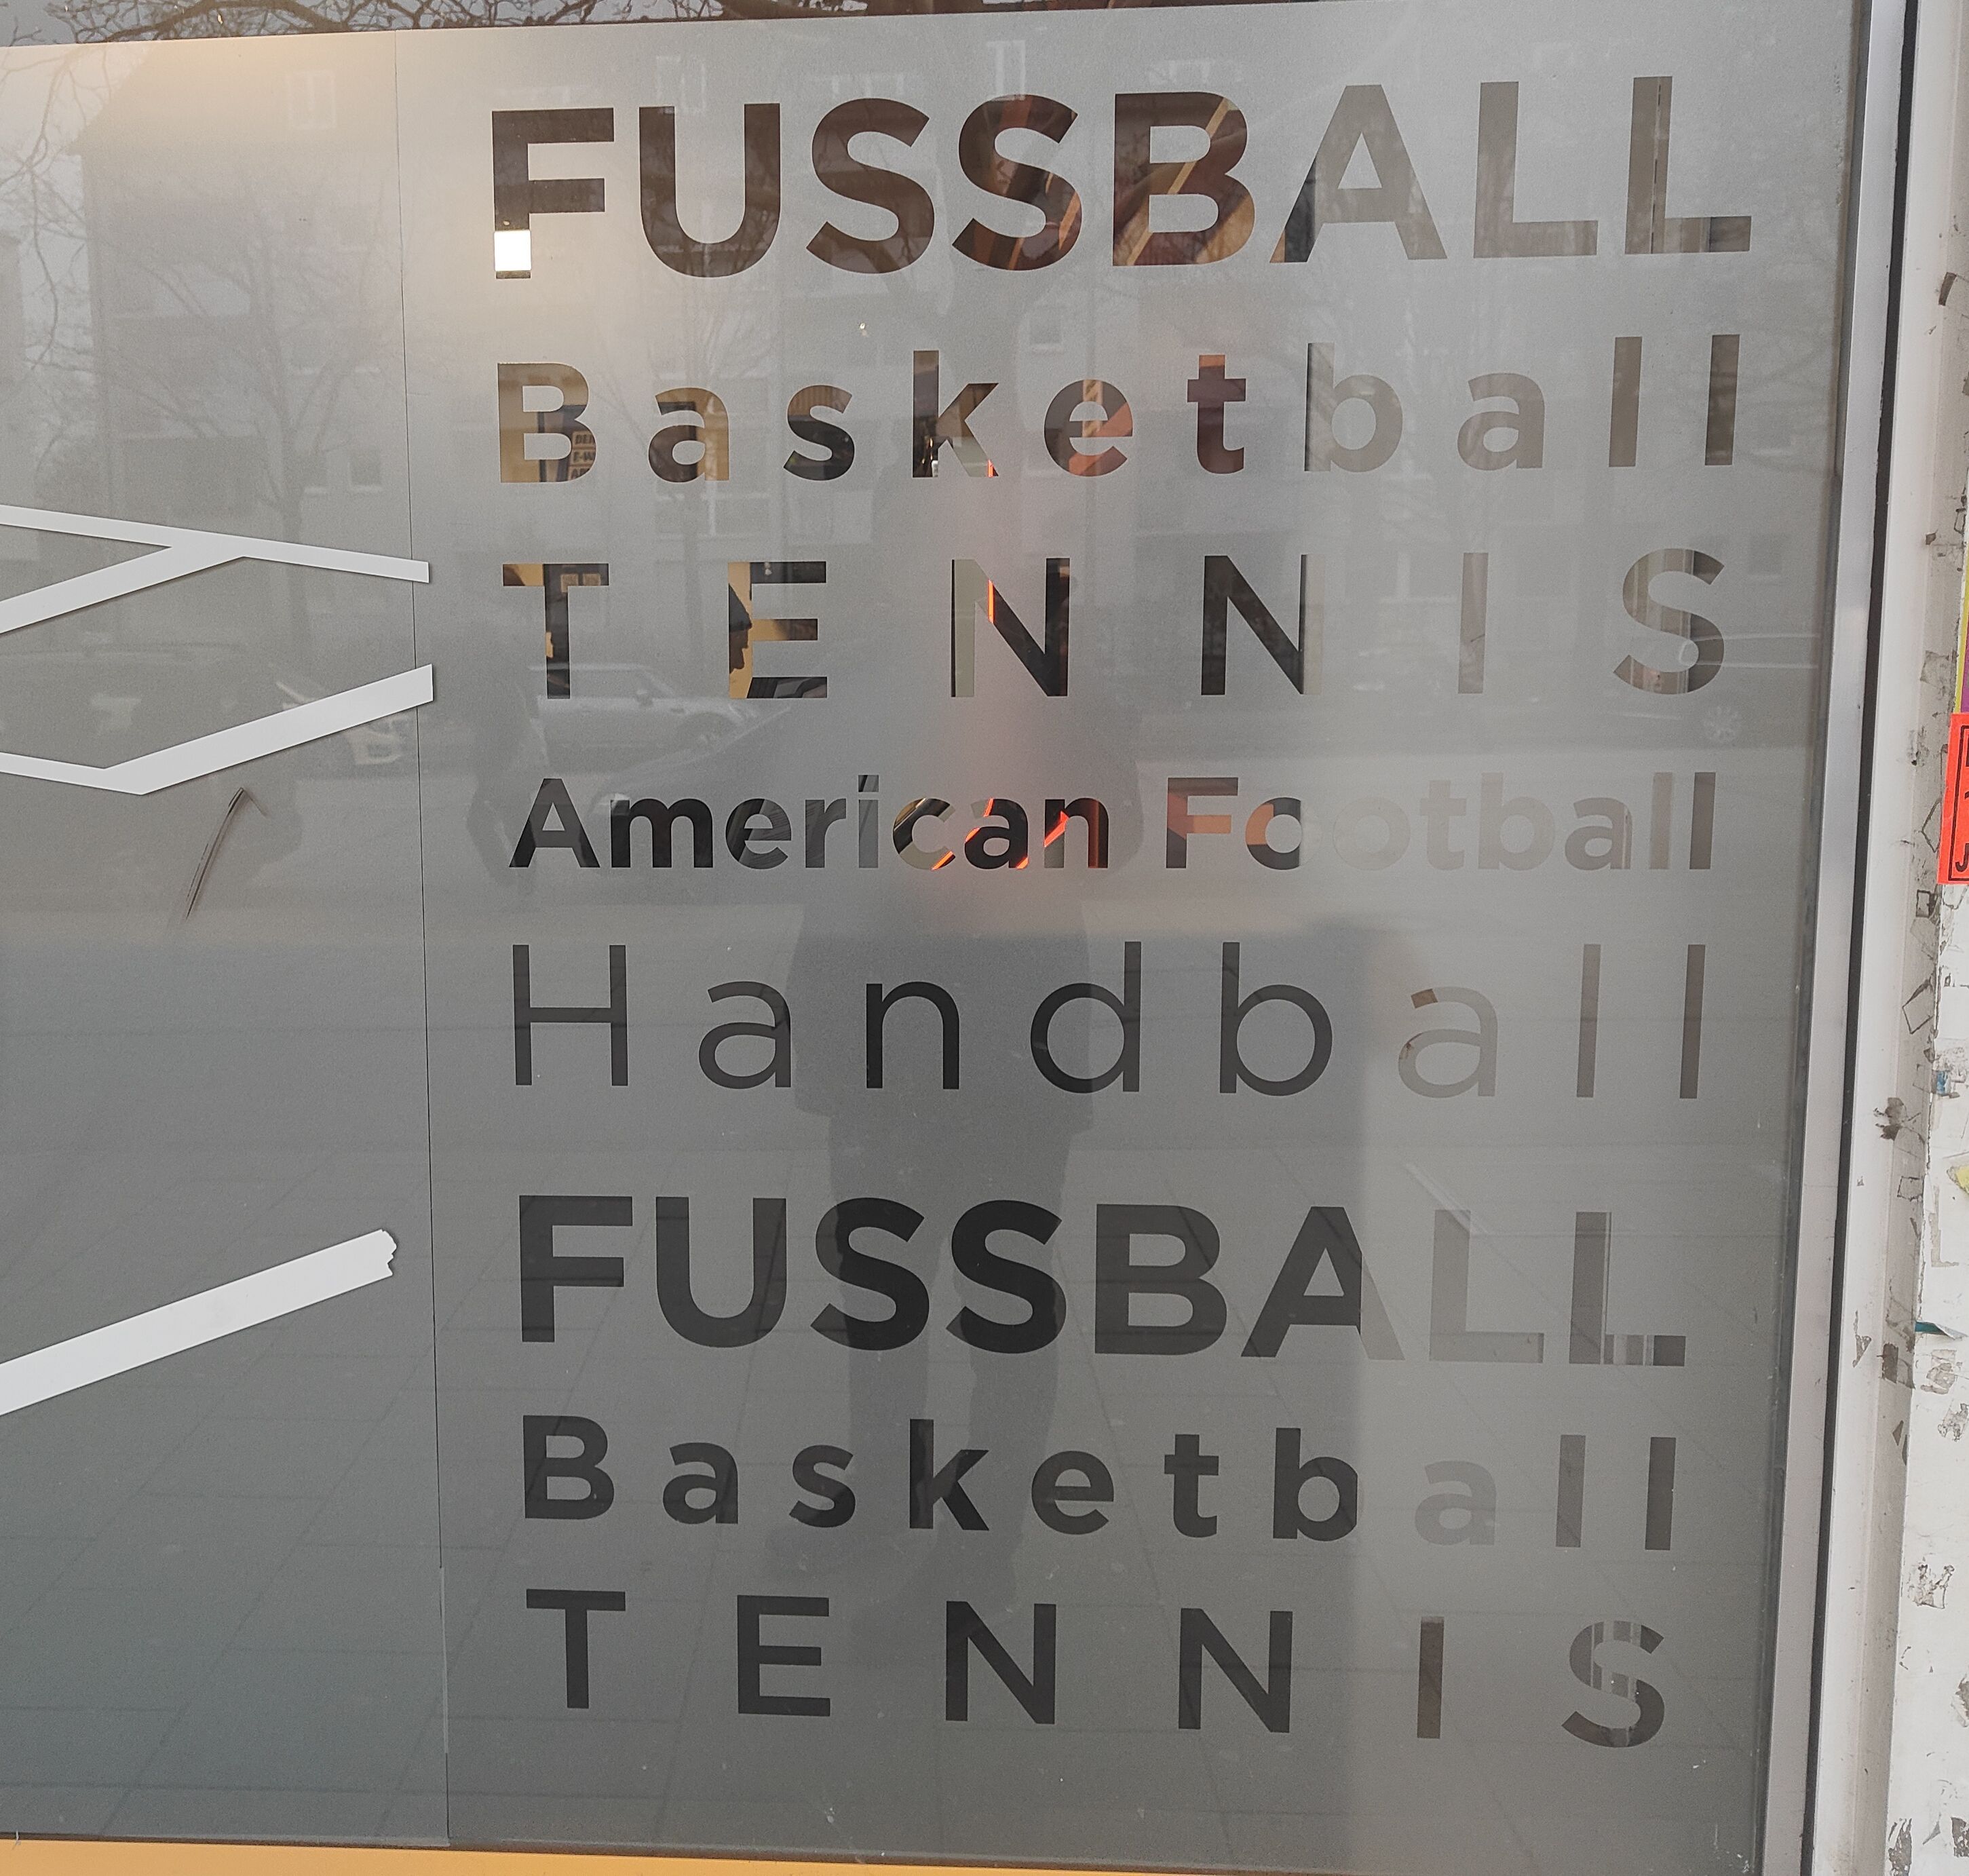 FUSSBALL
Basketball
TENNIS
American Football
Handball
FUSSBALL
Basketball
TENNIS